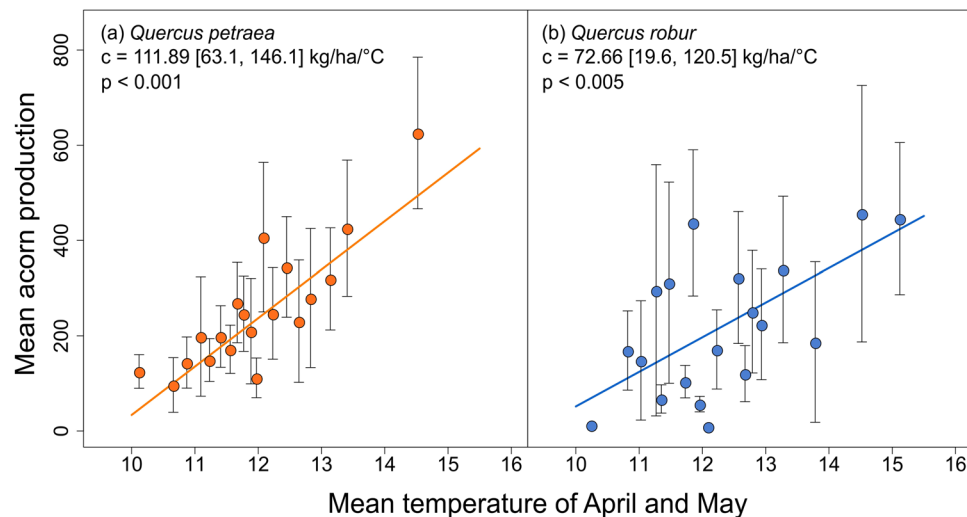 (a) Quercus petraea
c = 111.89 [63.1, 146.1] kg/ha/°C
p < 0.001
(b) Quercus robur
c = 72.66 [19.6, 120.5] kg/ha/°C
p < 0.005
Mean acorn production
800
600
400
200
0
10 11 12 13 14 15 16
10 11 12 13 14 15 16
Mean temperature of April and May